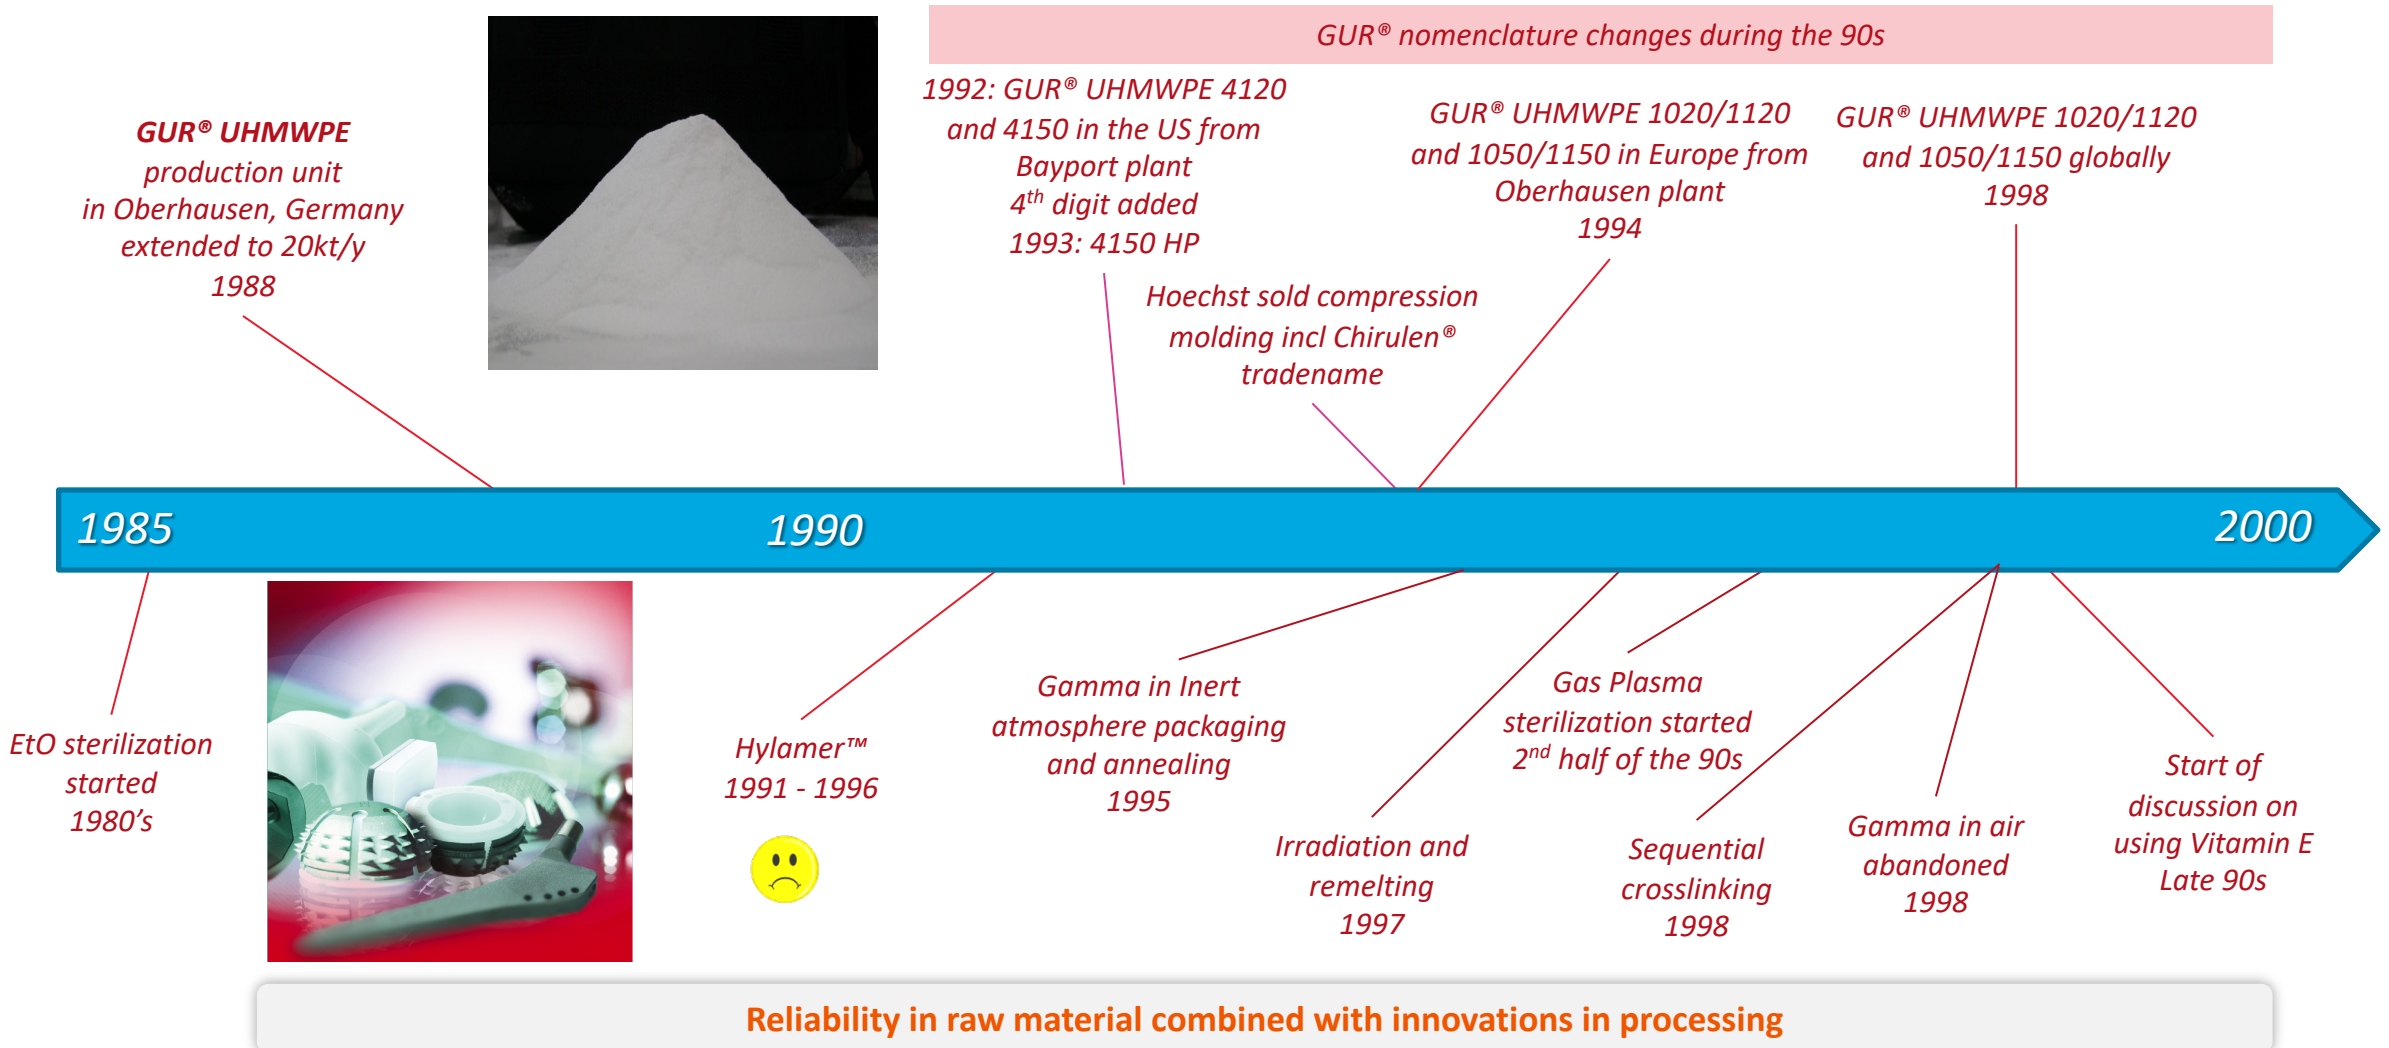 GUR® nomenclature changes during the 90s
GUR® UHMWPE
production unit
in Oberhausen, Germany
extended to 20kt/y
1988
1992: GUR® UHMWPE 4120
and 4150 in the US from
Bayport plant
4th digit added
1993: 4150 HP
Hoechst sold compression
molding incl Chirulen®
tradename
GUR® UHMWPE 1020/1120
and 1050/1150 in Europe from
Oberhausen plant
1994
GUR® UHMWPE 1020/1120
and 1050/1150 globally
1998
1985
1990
2000
EtO sterilization
started
1980’s
Hylamer™
1991 - 1996
Gamma in Inert
atmosphere packaging
and annealing
1995
Irradiation and
remelting
1997
Gas Plasma
sterilization started
2nd half of the 90s
Sequential
crosslinking
1998
Gamma in air
abandoned
1998
Start of
discussion on
using Vitamin E
Late 90s
Reliability in raw material combined with innovations in processing